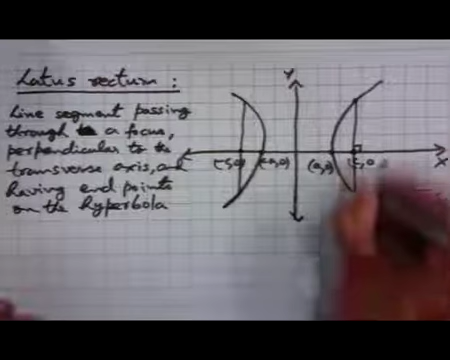 Latus rectum :
Line segment passing
through a focus,
perpendicular to the
transverse axis, and
having end points
on the hyperbola
Y
X
(-c,0) (-a,0) (a,0) (c,0